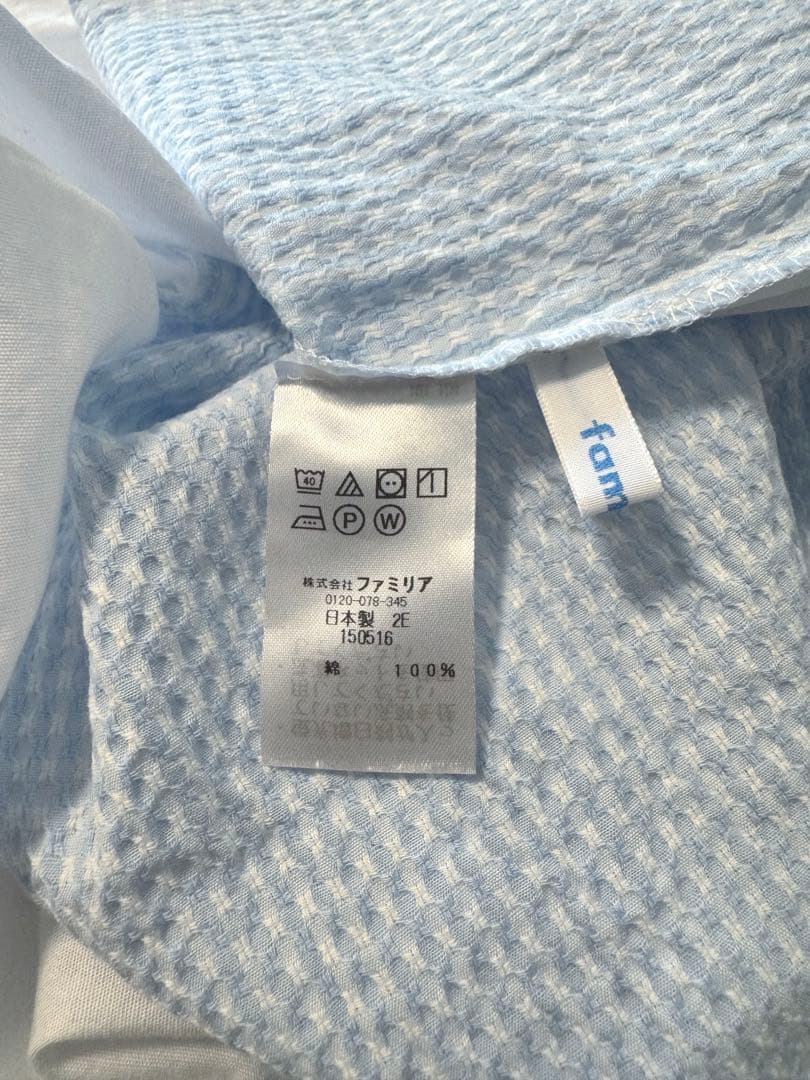 40
P W
株式会社ファミリア
0120-078-345
日本製 2E
150516
綿 100%
fam